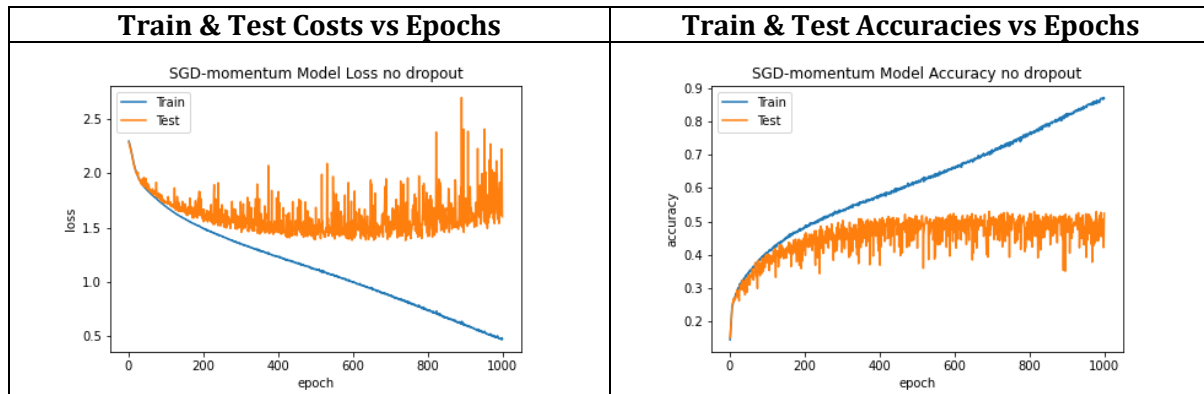 Train & Test Costs vs Epochs
Train & Test Accuracies vs Epochs
SGD-momentum Model Loss no dropout
Train
Test
2.5
2.0
1.5
1.0
0.5
loss
0 200 400 600 800 1000
epoch
SGD-momentum Model Accuracy no dropout
Train
Test
0.9
0.8
0.7
0.6
0.5
0.4
0.3
0.2
accuracy
0 200 400 600 800 1000
epoch